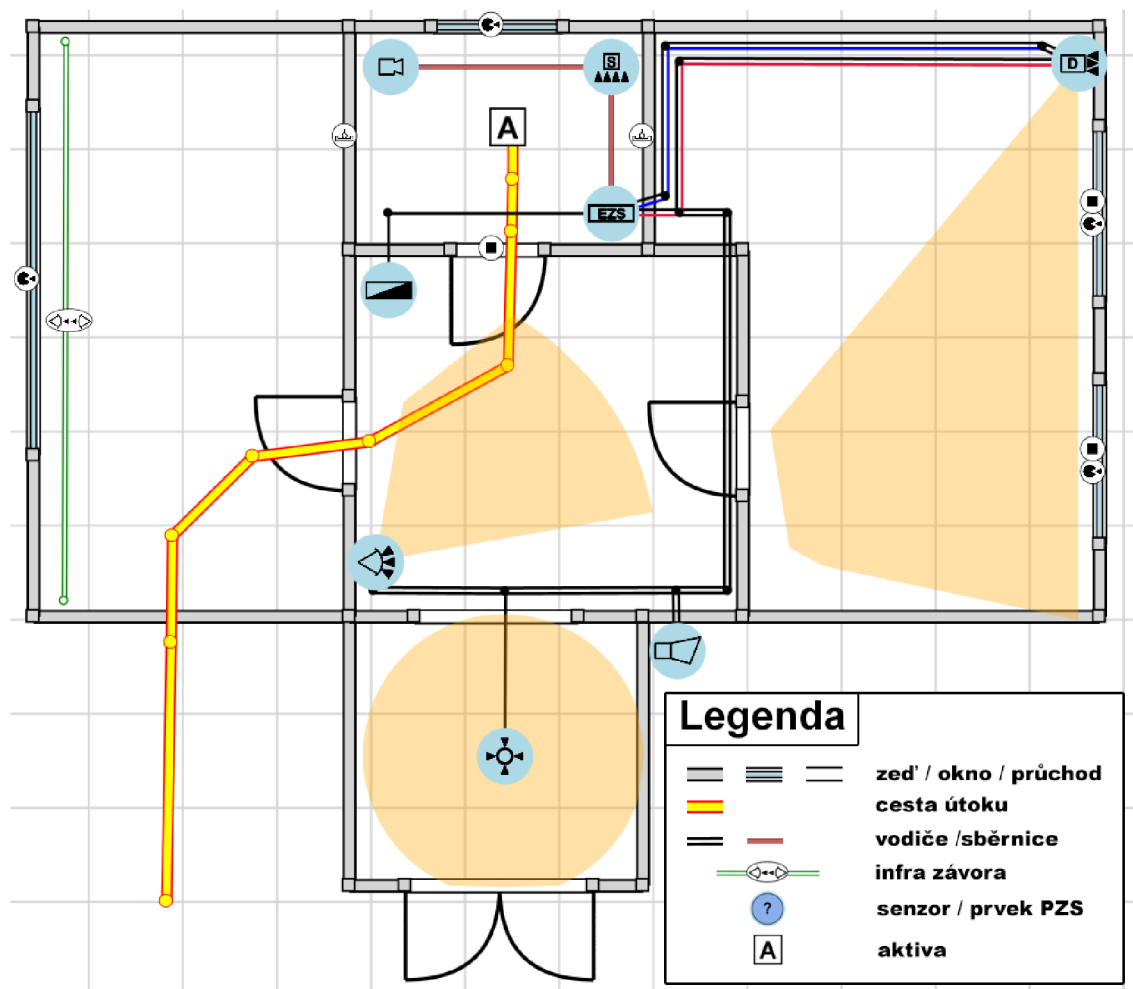 S
D
A
EZS
Legenda
zeď / okno / průchod
cesta útoku
vodiče /sběrnice
infra závora
? senzor / prvek PZS
A aktiva